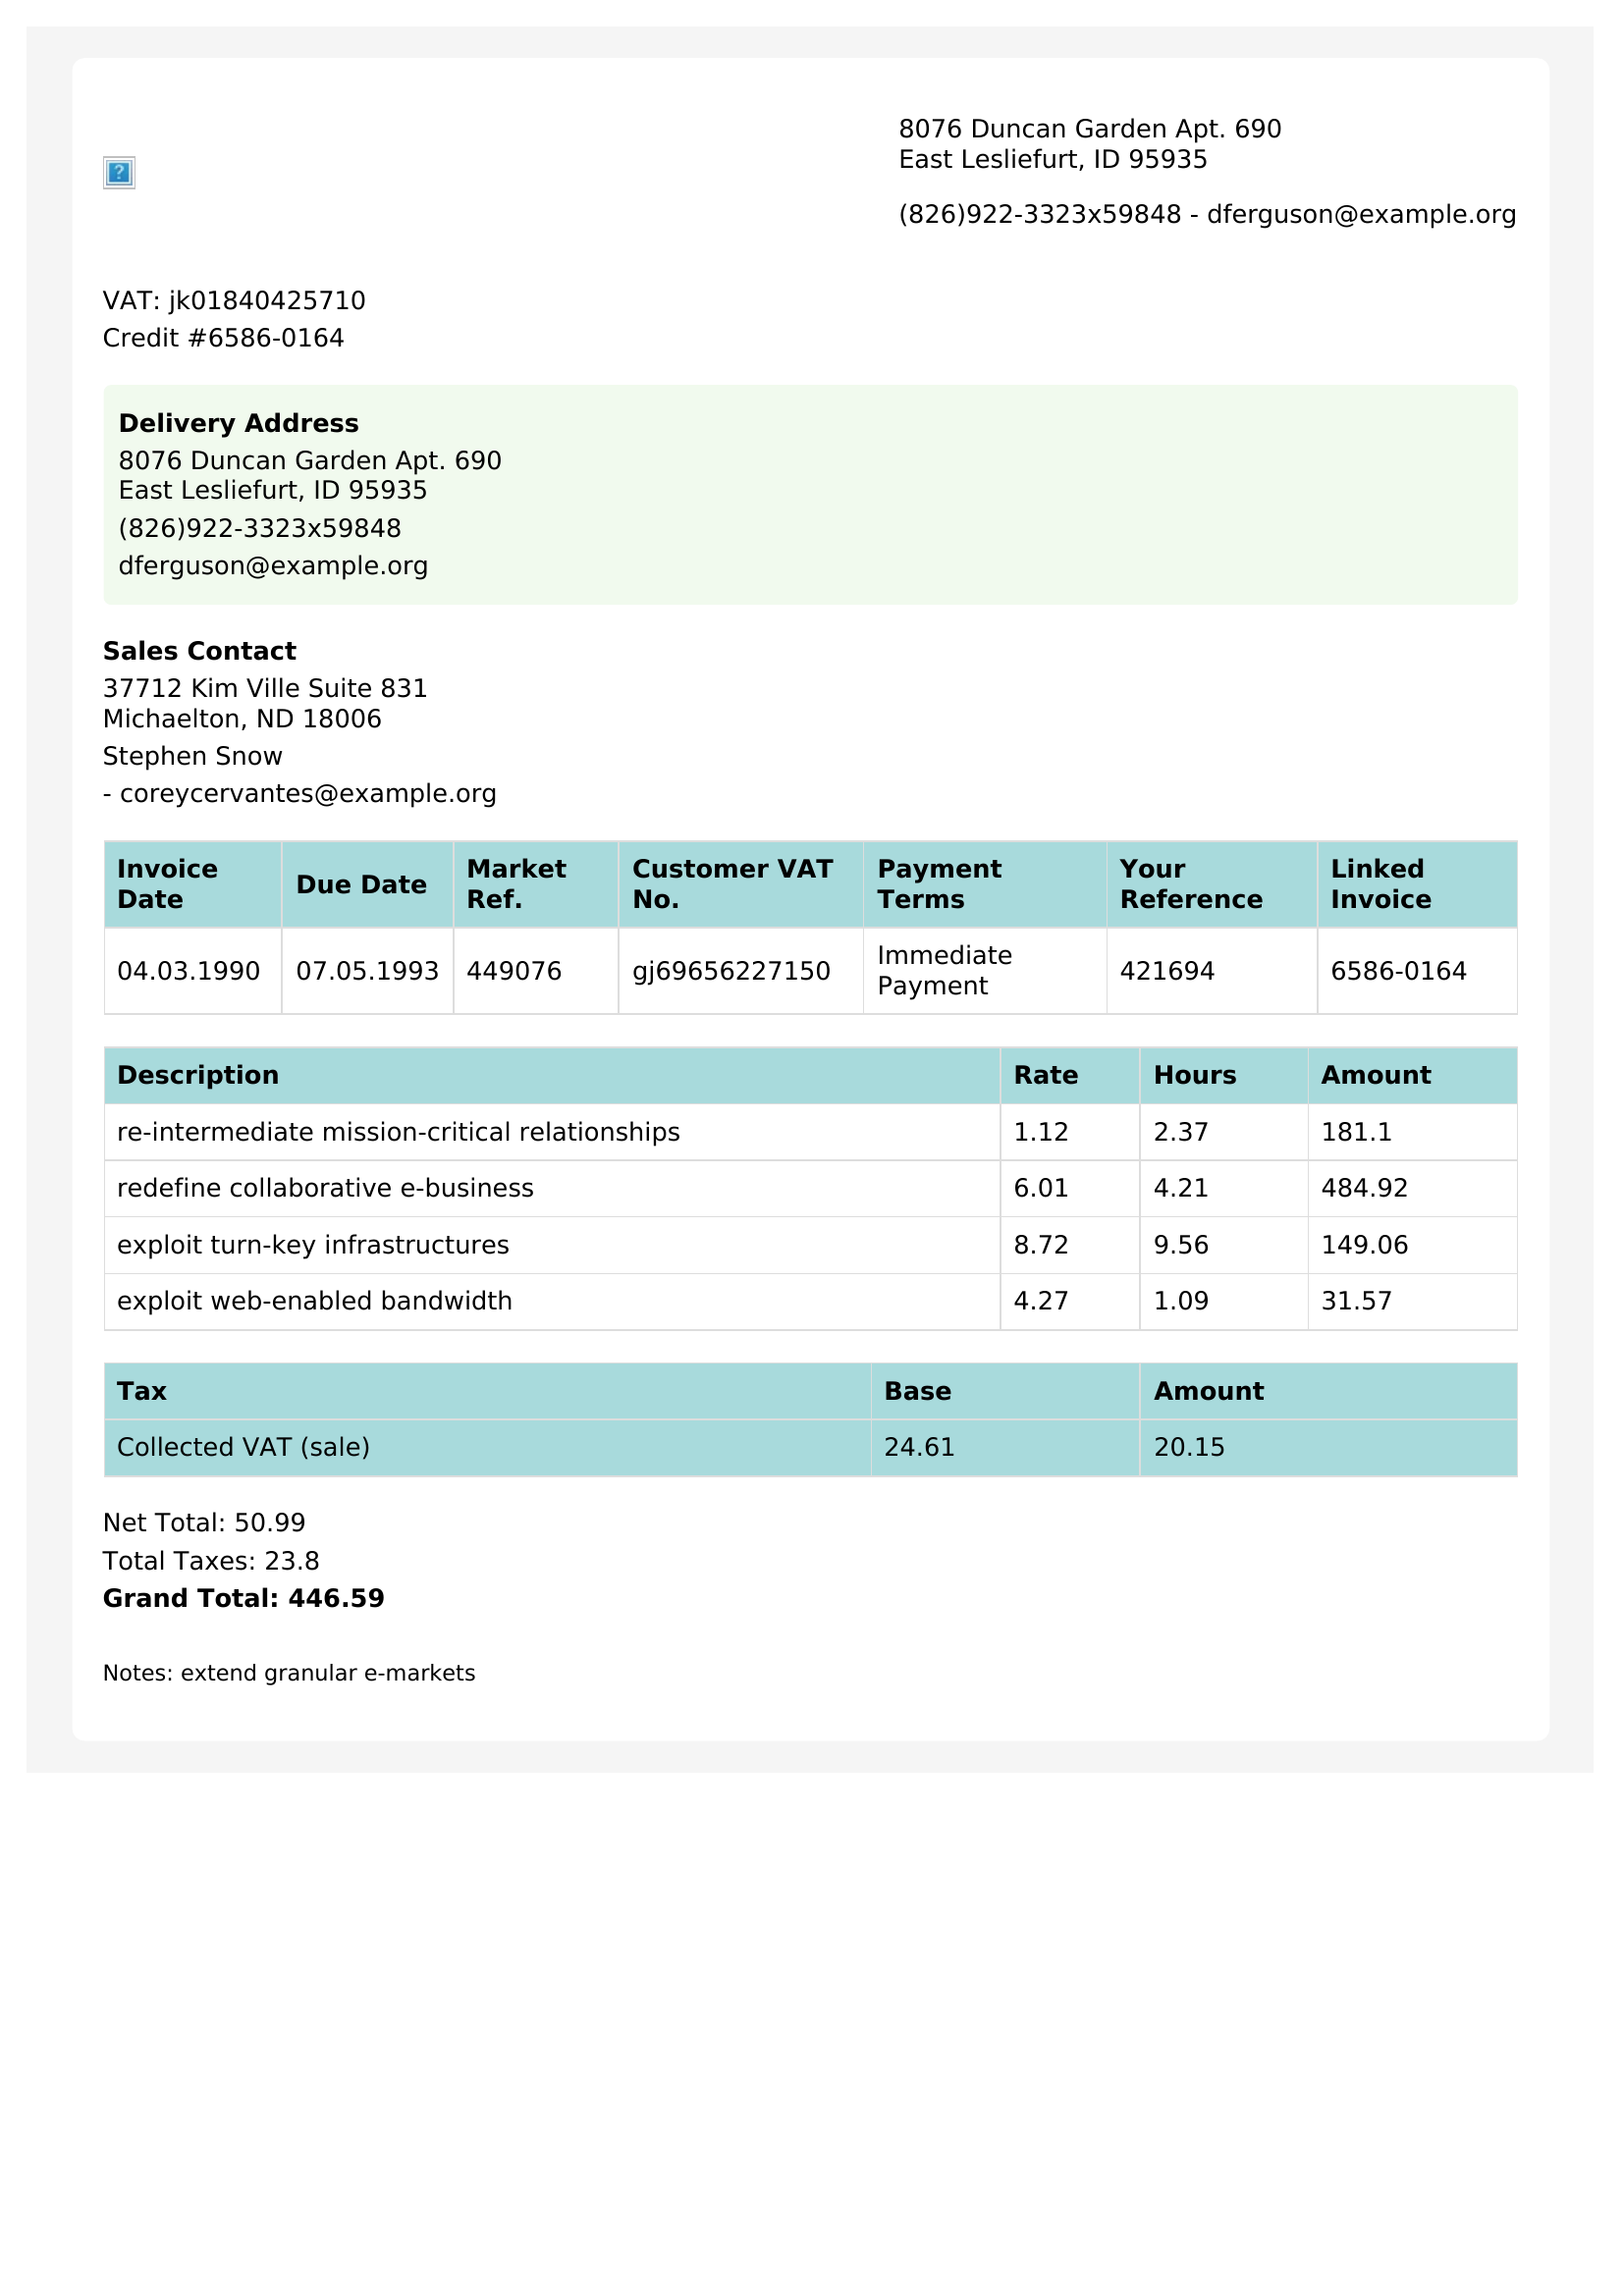 8076 Duncan Garden Apt. 690
East Lesliefurt, ID 95935
(826)922-3323x59848 - dferguson@example.org
VAT: jk01840425710
Credit #6586-0164
Delivery Address
8076 Duncan Garden Apt. 690
East Lesliefurt, ID 95935
(826)922-3323x59848
dferguson@example.org
Sales Contact
37712 Kim Ville Suite 831
Michaelton, ND 18006
Stephen Snow
- coreycervantes@example.org
Invoice Date Due Date Market Ref. Customer VAT No. Payment Terms Your Reference Linked Invoice
04.03.1990 07.05.1993 449076 gj69656227150 Immediate Payment 421694 6586-0164
Description Rate Hours Amount
re-intermediate mission-critical relationships 1.12 2.37 181.1
redefine collaborative e-business 6.01 4.21 484.92
exploit turn-key infrastructures 8.72 9.56 149.06
exploit web-enabled bandwidth 4.27 1.09 31.57
Tax Base Amount
Collected VAT (sale) 24.61 20.15
Net Total: 50.99
Total Taxes: 23.8
Grand Total: 446.59
Notes: extend granular e-markets